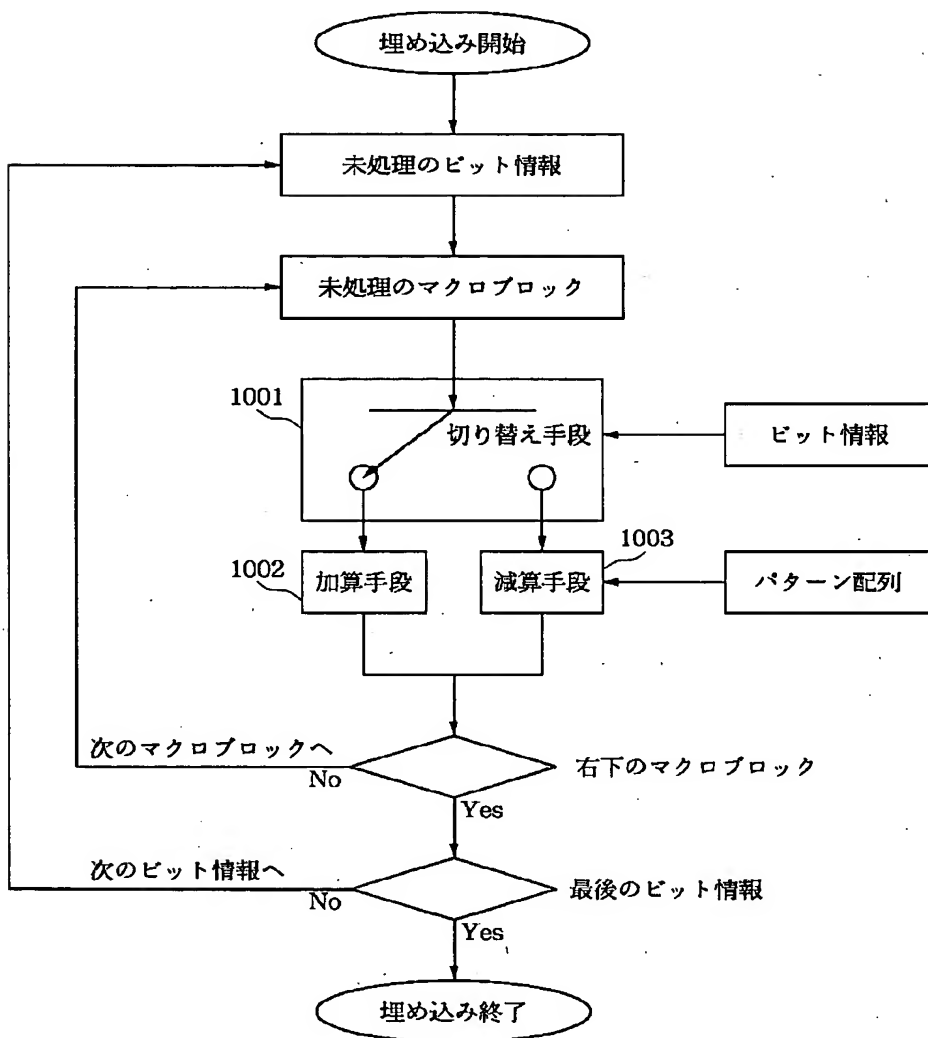 埋め込み開始
未処理のビット情報
未処理のマクロブロック
1001
切り替え手段
ビット情報
1002
加算手段
1003
減算手段
パターン配列
次のマクロブロックへ
No
右下のマクロブロック
Yes
次のビット情報へ
No
最後のビット情報
Yes
埋め込み終了